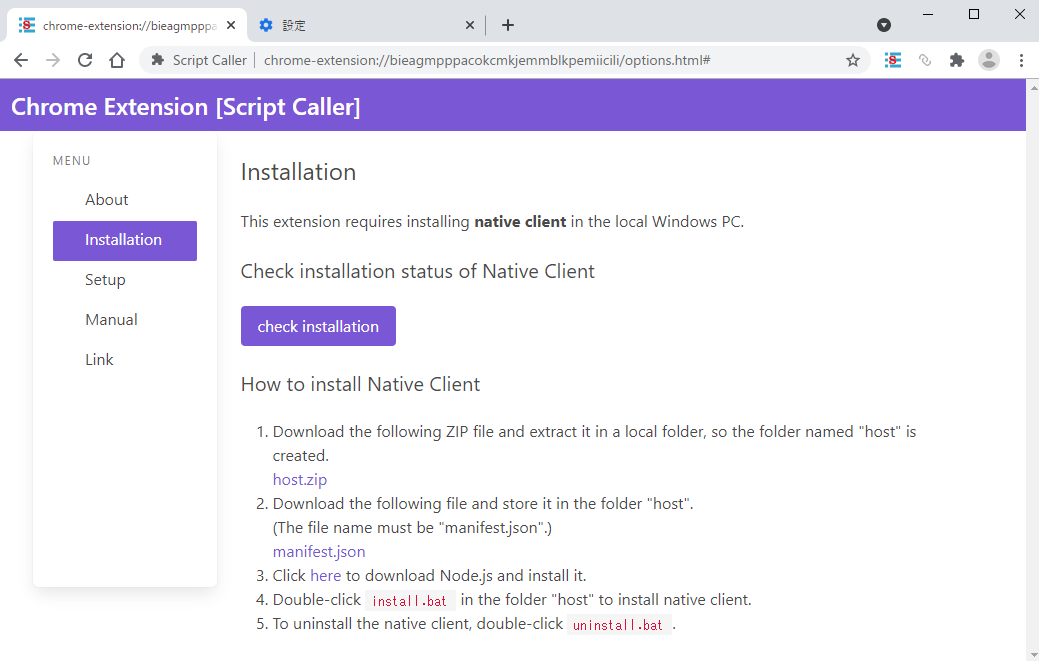 chrome-extension://bieagmpppa
設定
Script Caller
chrome-extension://bieagmpppacokcmkjemmblkpemiicili/options.html#
Chrome Extension [Script Caller]
MENU
About
Installation
Setup
Manual
Link
Installation
This extension requires installing native client in the local Windows PC.
Check installation status of Native Client
check installation
How to install Native Client
1. Download the following ZIP file and extract it in a local folder, so the folder named "host" is
created.
host.zip
2. Download the following file and store it in the folder "host".
(The file name must be "manifest.json".)
manifest.json
3. Click here to download Node.js and install it.
4. Double-click install.bat in the folder "host" to install native client.
5. To uninstall the native client, double-click uninstall.bat .